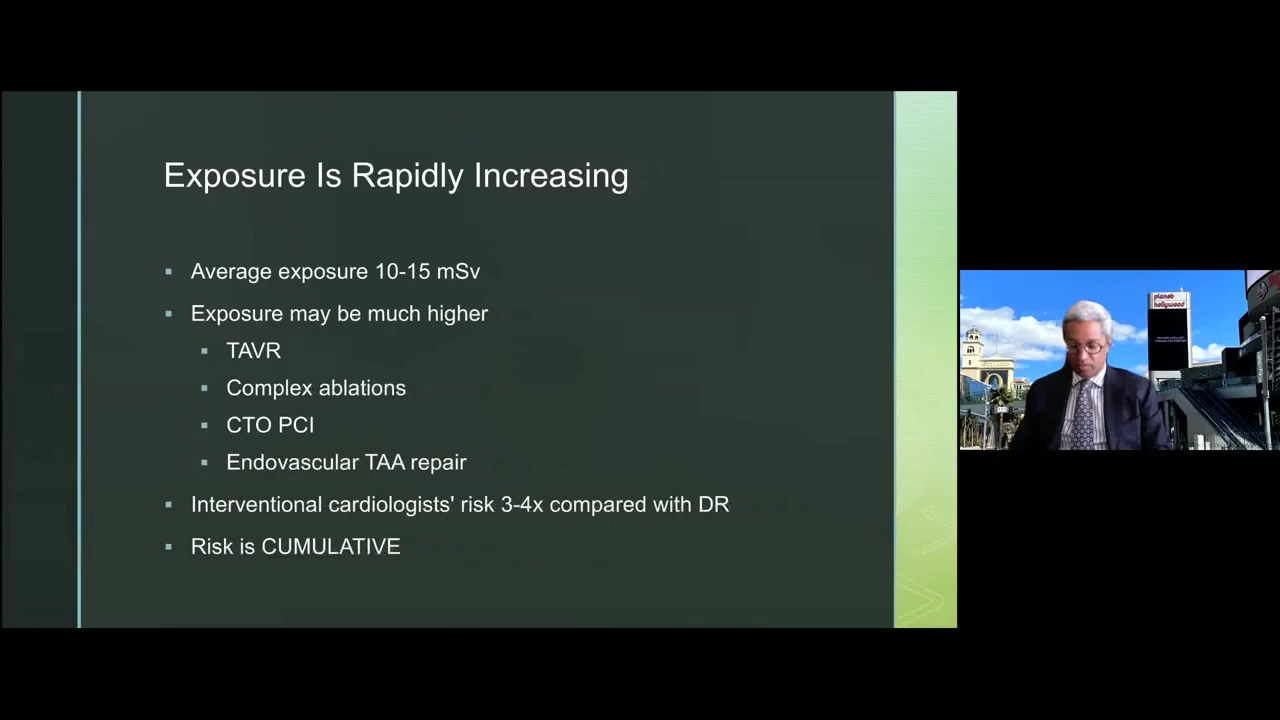 Exposure Is Rapidly Increasing
Average exposure 10-15 mSv
Exposure may be much higher
TAVR
Complex ablations
CTO PCI
Endovascular TAA repair
Interventional cardiologists' risk 3-4x compared with DR
Risk is CUMULATIVE
planet
hollywood